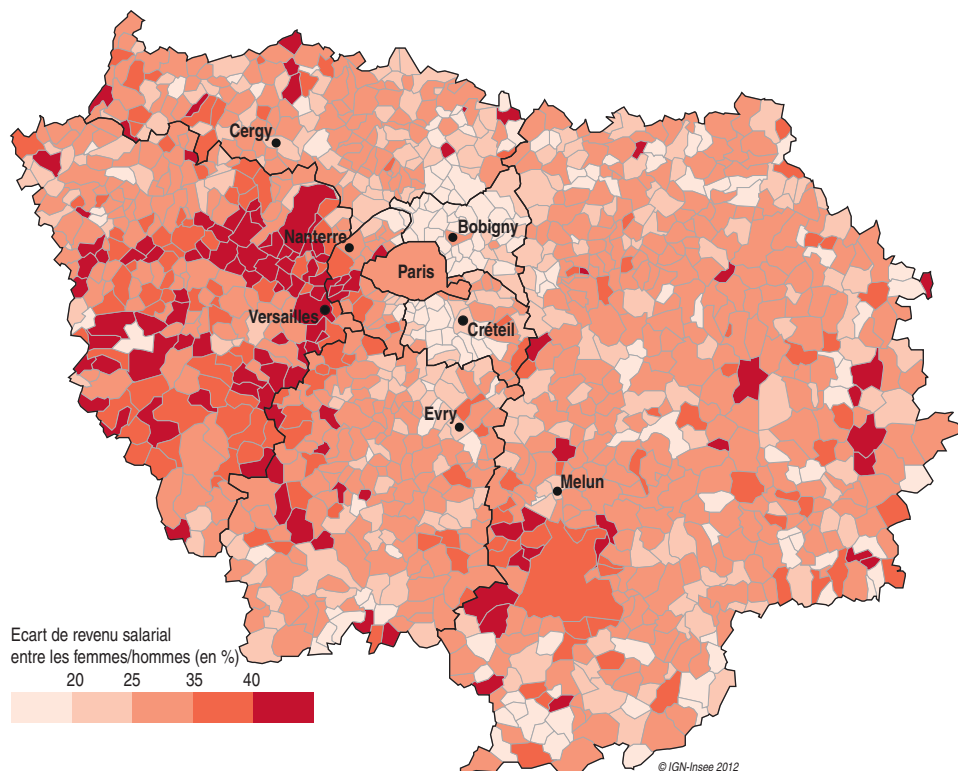 Cergy
Nanterre
Bobigny
Paris
Versailles
Créteil
Evry
Melun
Ecart de revenu salarial
entre les femmes/hommes (en %)
20 25 35 40
© IGN-Insee 2012